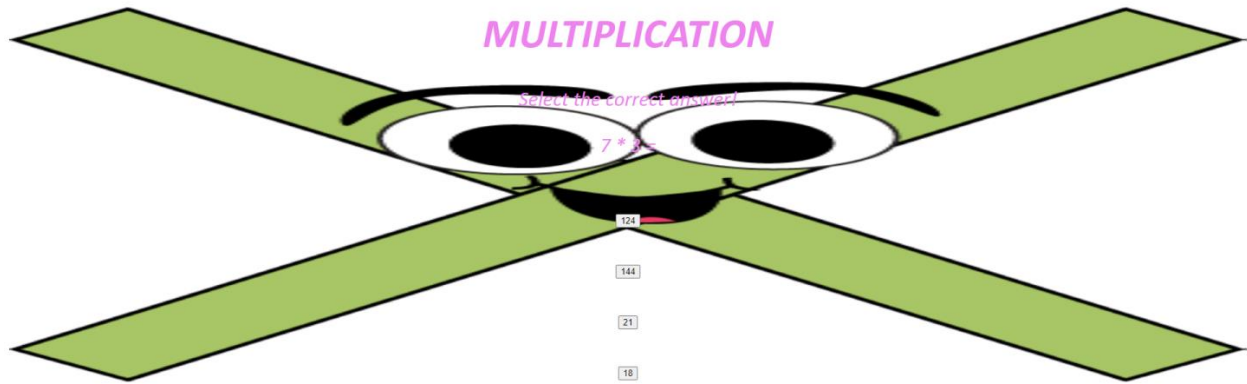 MULTIPLICATION
Select the correct answer!
7 * 3 =
124
144
21
18